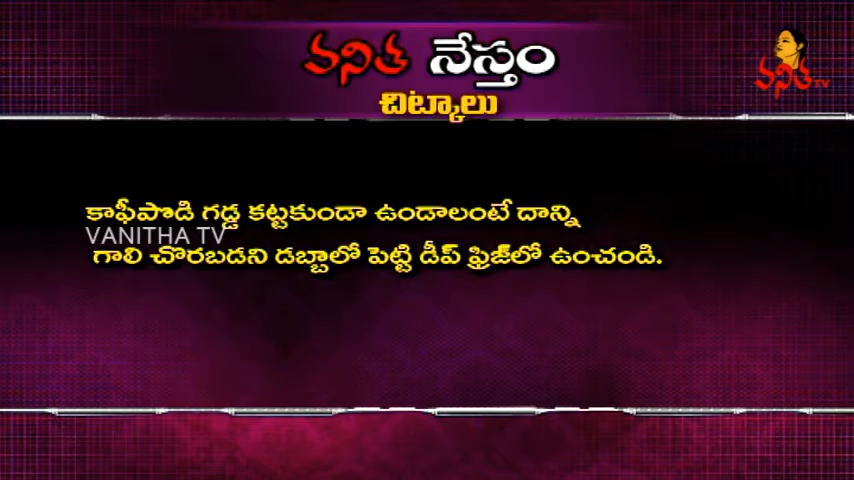 వనిత నేస్తం
చిట్కాలు
వనిత TV
కాఫీపొడి గడ్డ కట్టకుండా ఉండాలంటే దాన్ని
VANITHA TV
గాలి చొరబడని డబ్బాలో పెట్టి డీప్ ఫ్రిజ్‌లో ఉంచండి.